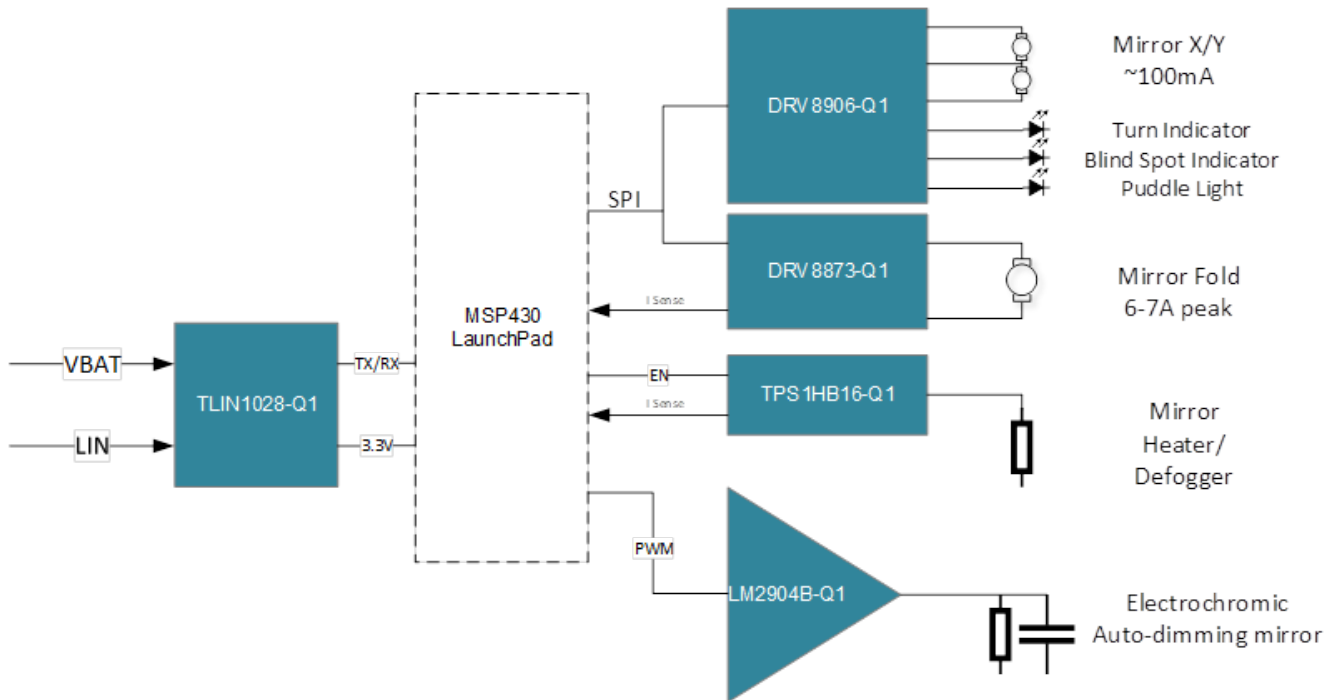 DRV8906-Q1
Mirror X/Y
~100mA
Turn Indicator
Blind Spot Indicator
Puddle Light
SPI
DRV8873-Q1
Mirror Fold
6-7A peak
I Sense
MSP430
LaunchPad
VBAT
TX/RX
TLIN1028-Q1
LIN
3.3V
EN
I Sense
TPS1HB16-Q1
Mirror
Heater/
Defogger
PWM
LM2904B-Q1
Electrochromic
Auto-dimming mirror